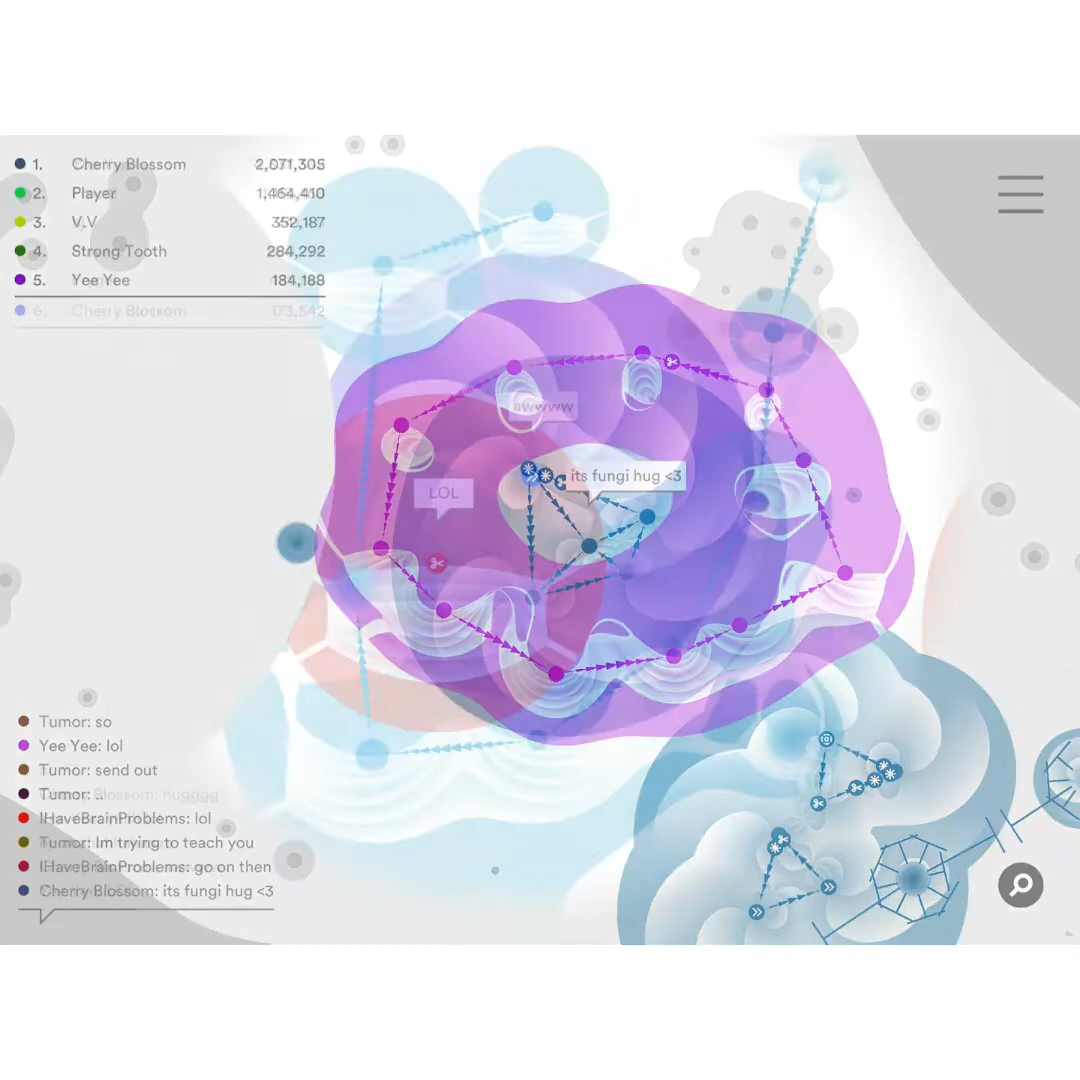 1. Cherry Blossom 2,071,305
2. Player 1,464,410
3. V.V 352,187
4. Strong Tooth 284,292
5. Yee Yee 184,188
6. Cherry Blossom 173,542
awwww
its fungi hug <3
LOL
Tumor: so
Yee Yee: lol
Tumor: send out
Tumor: ..
Blossom: hugggg
IHaveBrainProblems: lol
Tumor: Im trying to teach you
IHaveBrainProblems: go on then
Cherry Blossom: its fungi hug <3